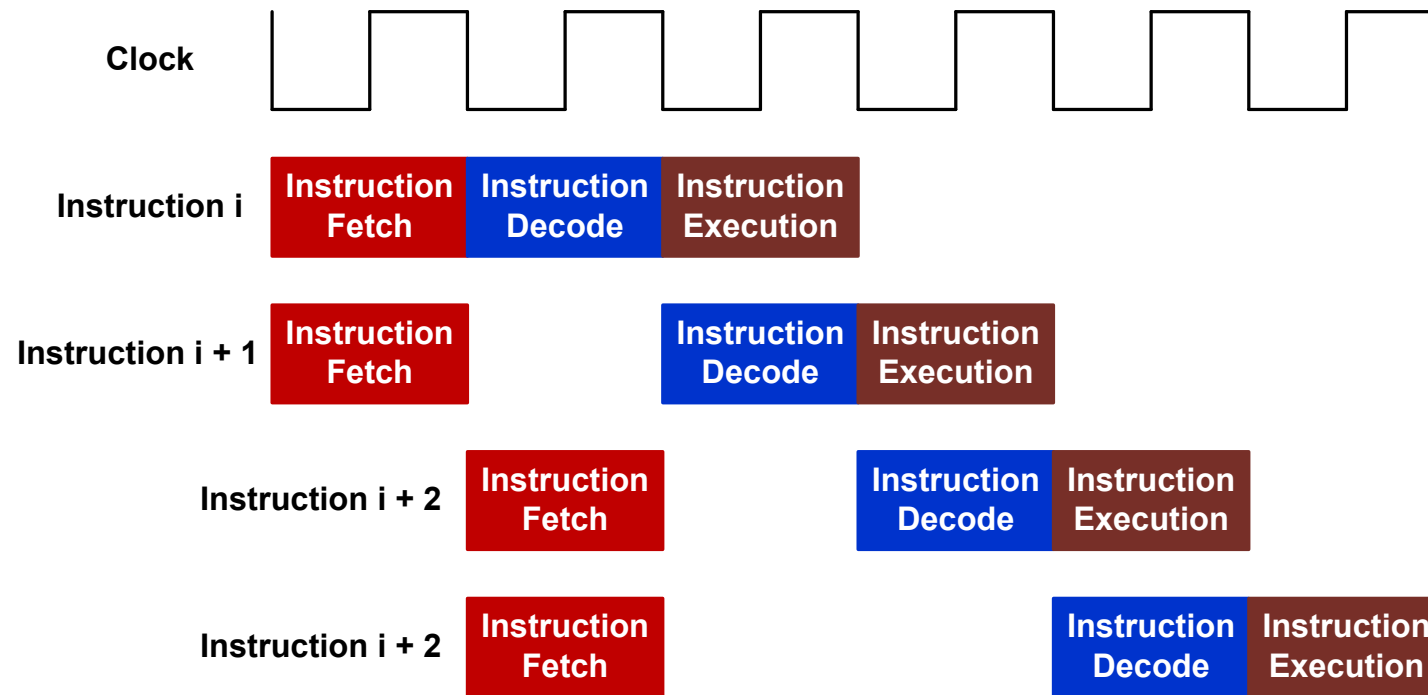 Clock
Instruction i
Instruction
Fetch
Instruction
Decode
Instruction
Execution
Instruction i + 1
Instruction
Fetch
Instruction
Decode
Instruction
Execution
Instruction i + 2
Instruction
Fetch
Instruction
Decode
Instruction
Execution
Instruction i + 2
Instruction
Fetch
Instruction
Decode
Instruction
Execution